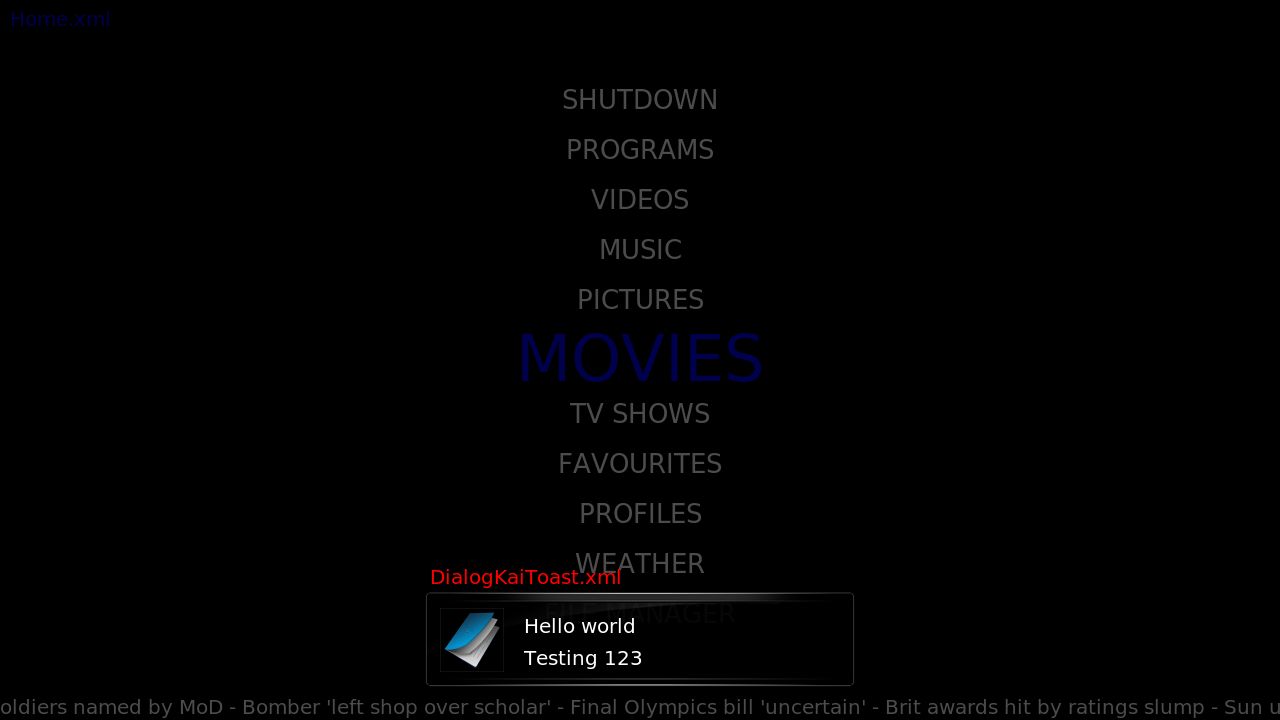 Home.xml
SHUTDOWN
PROGRAMS
VIDEOS
MUSIC
PICTURES
MOVIES
TV SHOWS
FAVOURITES
PROFILES
WEATHER
DialogKaiToast.xml
FILE MANAGER
Hello world
Testing 123
oldiers named by MoD - Bomber 'left shop over scholar' - Final Olympics bill 'uncertain' - Brit awards hit by ratings slump - Sun u